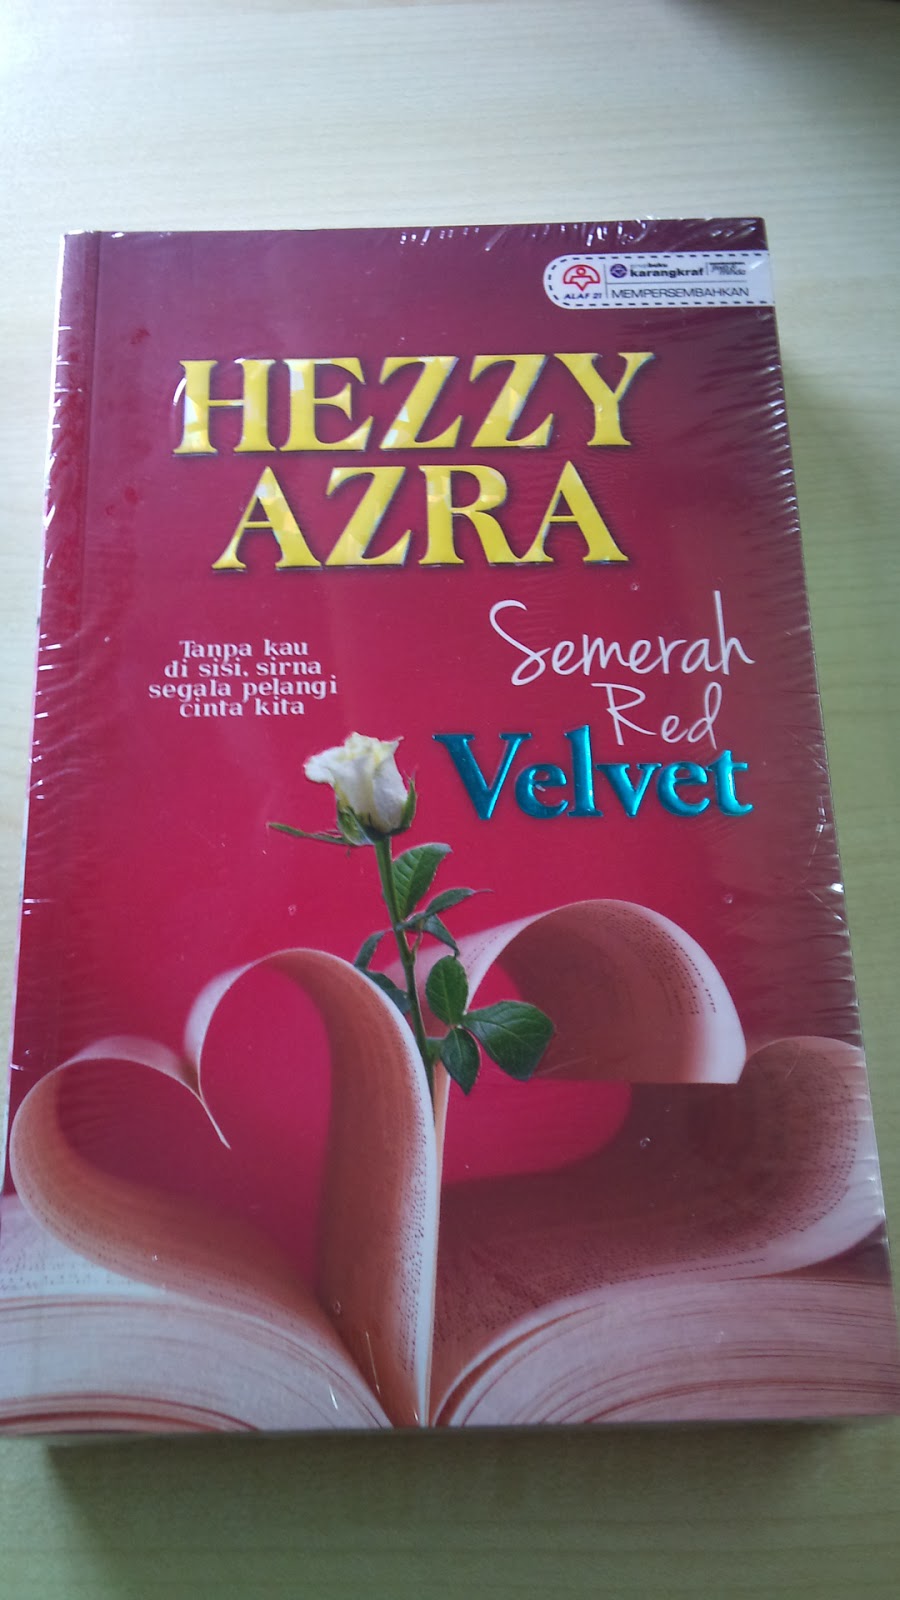 ALAF 21
karangkraf
MEMPERSEMBAHKAN
HEZZY
AZRA
Tanpa kau
di sisi, sirna
segala pelangi
cinta kita
Semerah
Red
Velvet